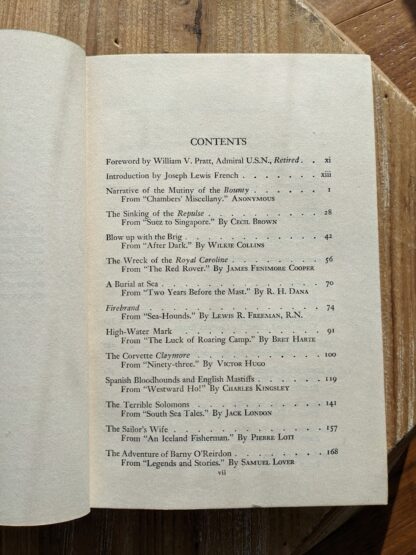 CONTENTS
Foreword by William V. Pratt, Admiral U.S.N., Retired . . xi
Introduction by Joseph Lewis French . . . . . . . xiii
Narrative of the Mutiny of the Bounty . . . . . . 1
From "Chambers' Miscellany." ANONYMOUS
The Sinking of the Repulse . . . . . . . . . 28
From "Suez to Singapore." By CECIL BROWN
Blow up with the Brig . . . . . . . . . . 42
From "After Dark." By WILKIE COLLINS
The Wreck of the Royal Caroline . . . . . . . 56
From "The Red Rover." By JAMES FENIMORE COOPER
A Burial at Sea . . . . . . . . . . . 70
From "Two Years Before the Mast." By R. H. DANA
Firebrand . . . . . . . . . . . . 74
From "Sea-Hounds." By LEWIS R. FREEMAN, R.N.
High-Water Mark . . . . . . . . . . 91
From "The Luck of Roaring Camp." By BRET HARTE
The Corvette Claymore . . . . . . . . . 100
From "Ninety-three." By VICTOR HUGO
Spanish Bloodhounds and English Mastiffs . . . . . 119
From "Westward Ho!" By CHARLES KINGSLEY
The Terrible Solomons . . . . . . . . . 141
From "South Sea Tales." By JACK LONDON
The Sailor's Wife . . . . . . . . . . 157
From "An Iceland Fisherman." By PIERRE LOTI
The Adventure of Barny O'Reirdon . . . . . . . 168
From "Legends and Stories." By SAMUEL LOVER
vii